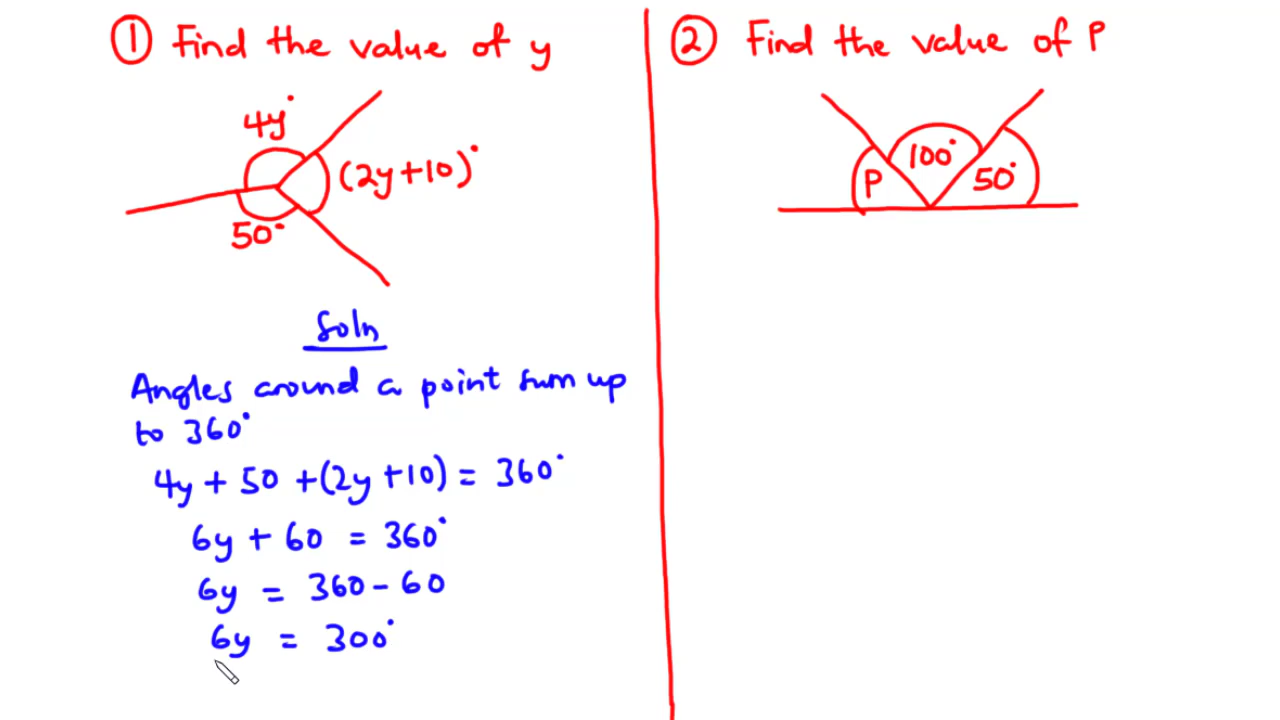 ① Find the value of y
4y°
(2y+10)°
50°
Soln
Angles around a point sum up
to 360°
4y + 50 + (2y + 10) = 360°
6y + 60 = 360°
6y = 360 - 60
6y = 300°
② Find the value of P
100°
P
50°